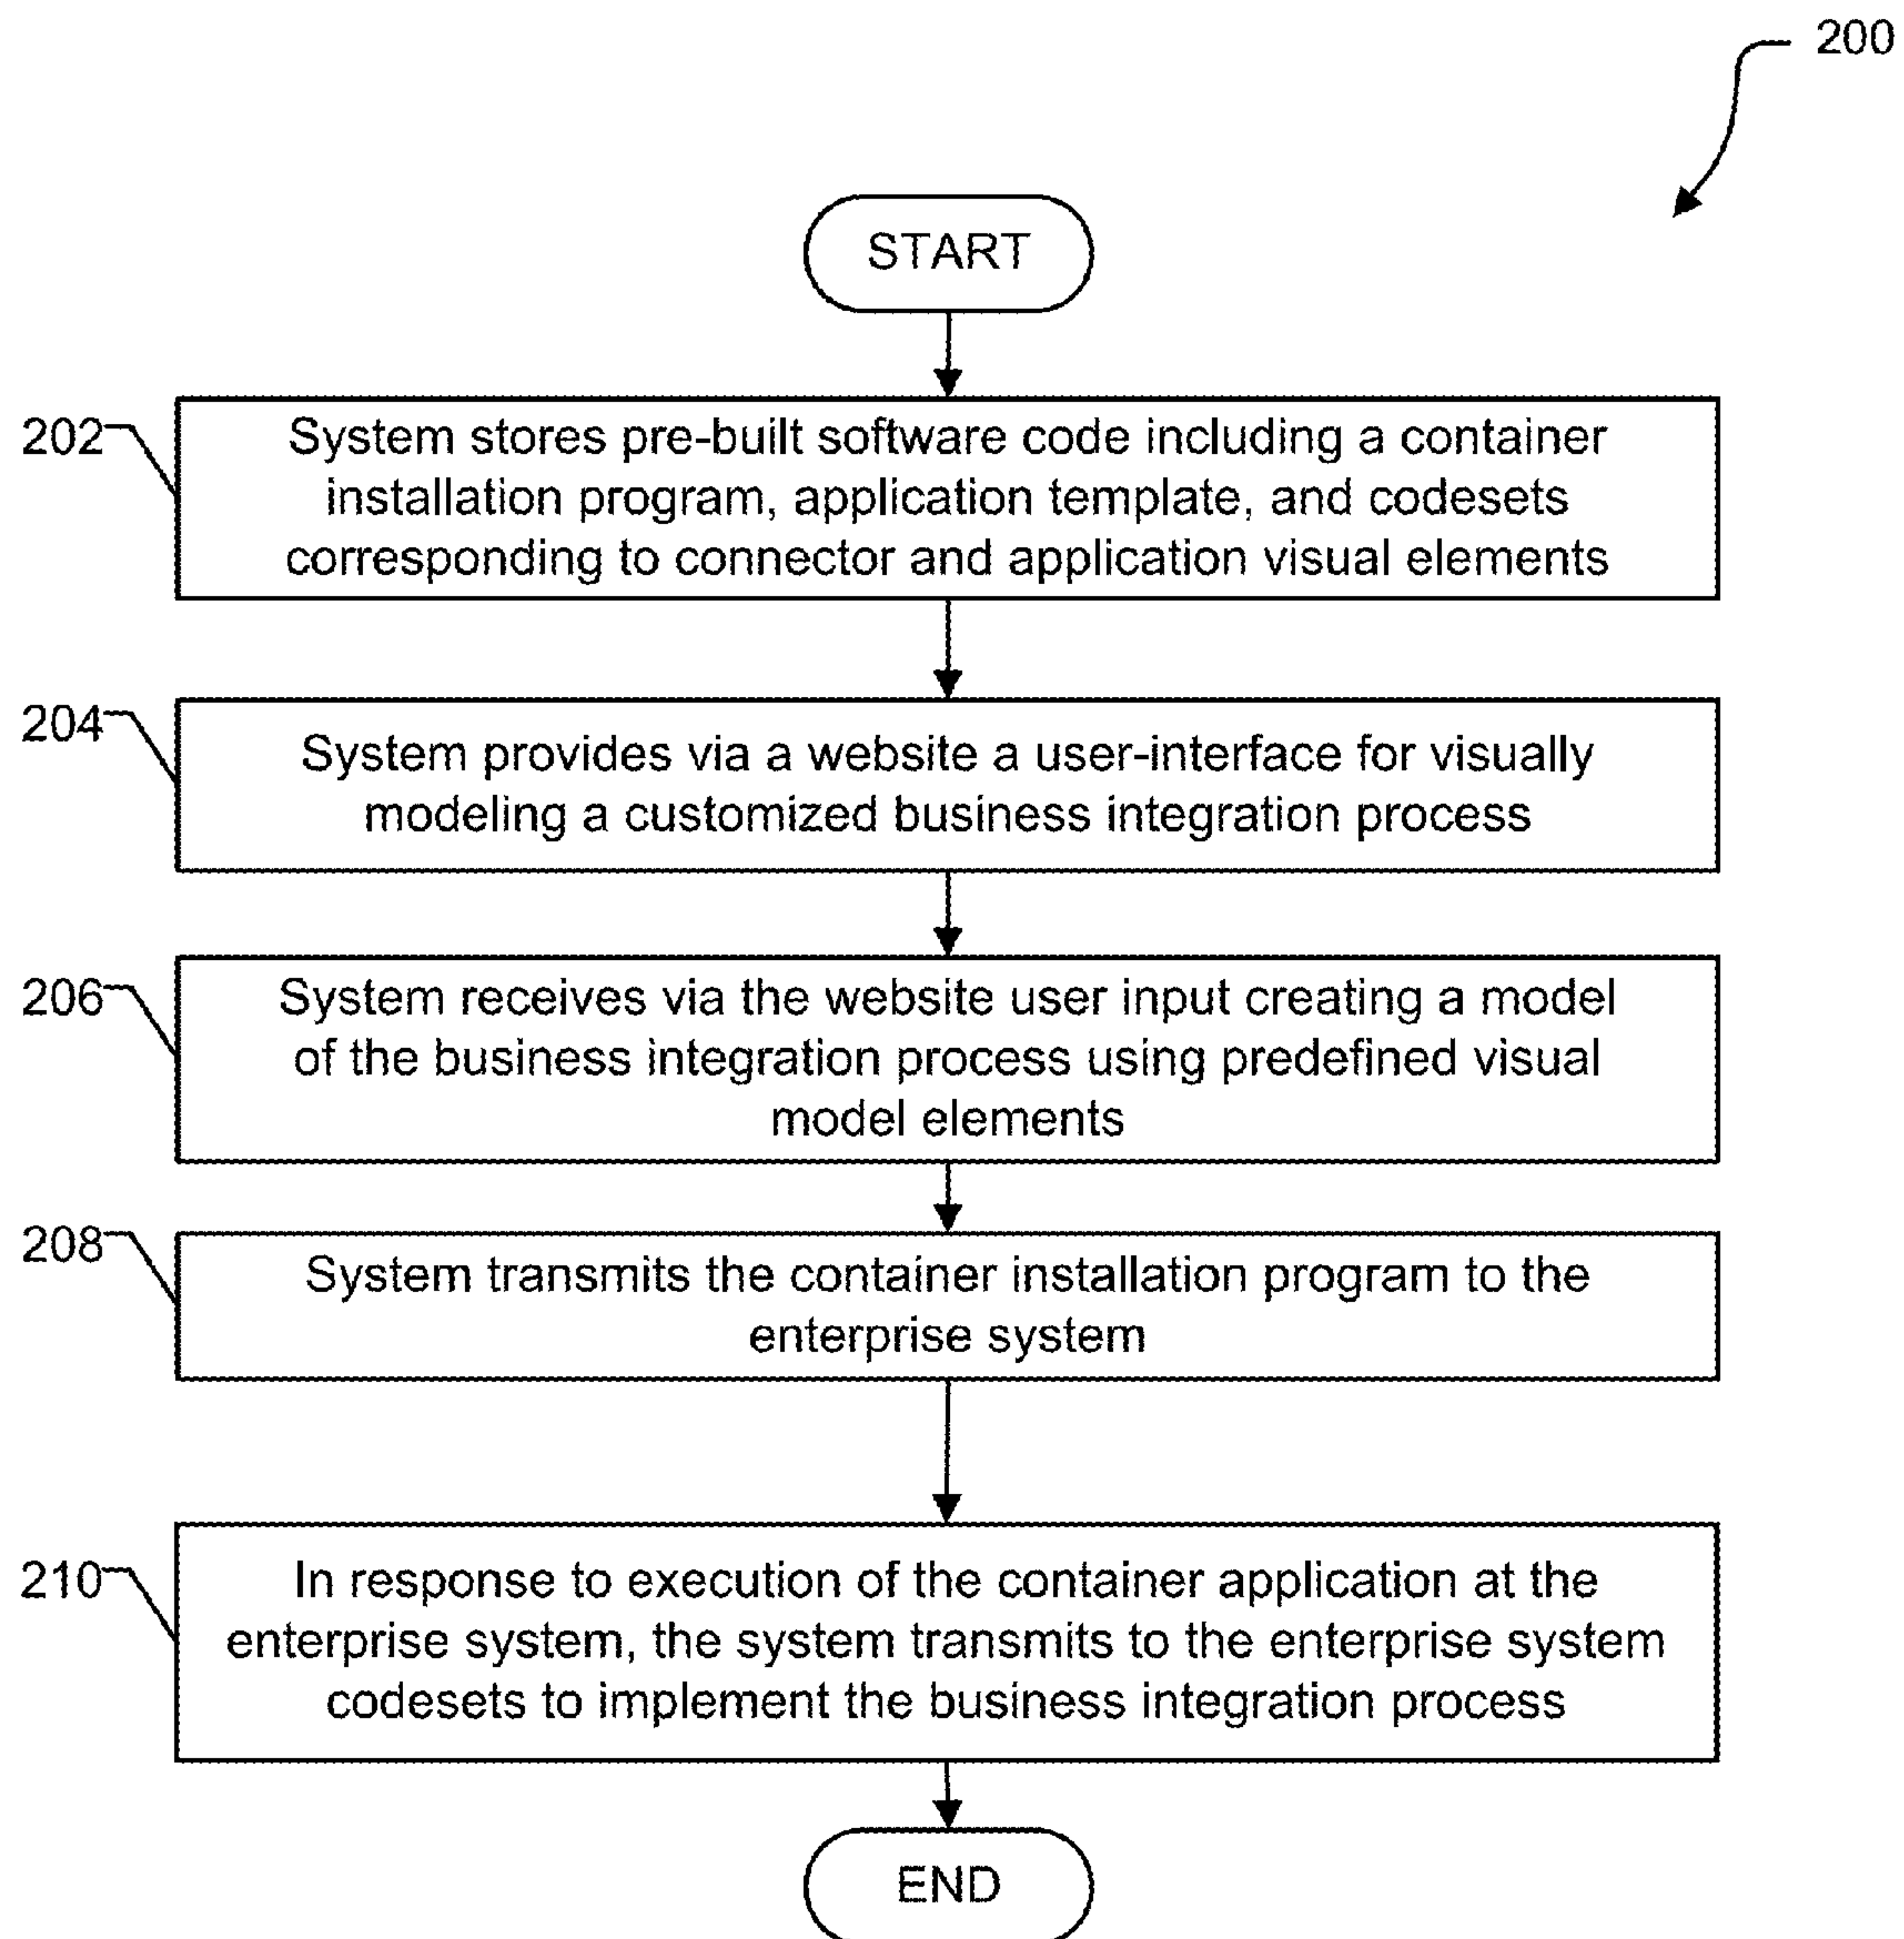 200
START
202
System stores pre-built software code including a container
installation program, application template, and codesets
corresponding to connector and application visual elements
204
System provides via a website a user-interface for visually
modeling a customized business integration process
206
System receives via the website user input creating a model
of the business integration process using predefined visual
model elements
208
System transmits the container installation program to the
enterprise system
210
In response to execution of the container application at the
enterprise system, the system transmits to the enterprise system
codesets to implement the business integration process
END